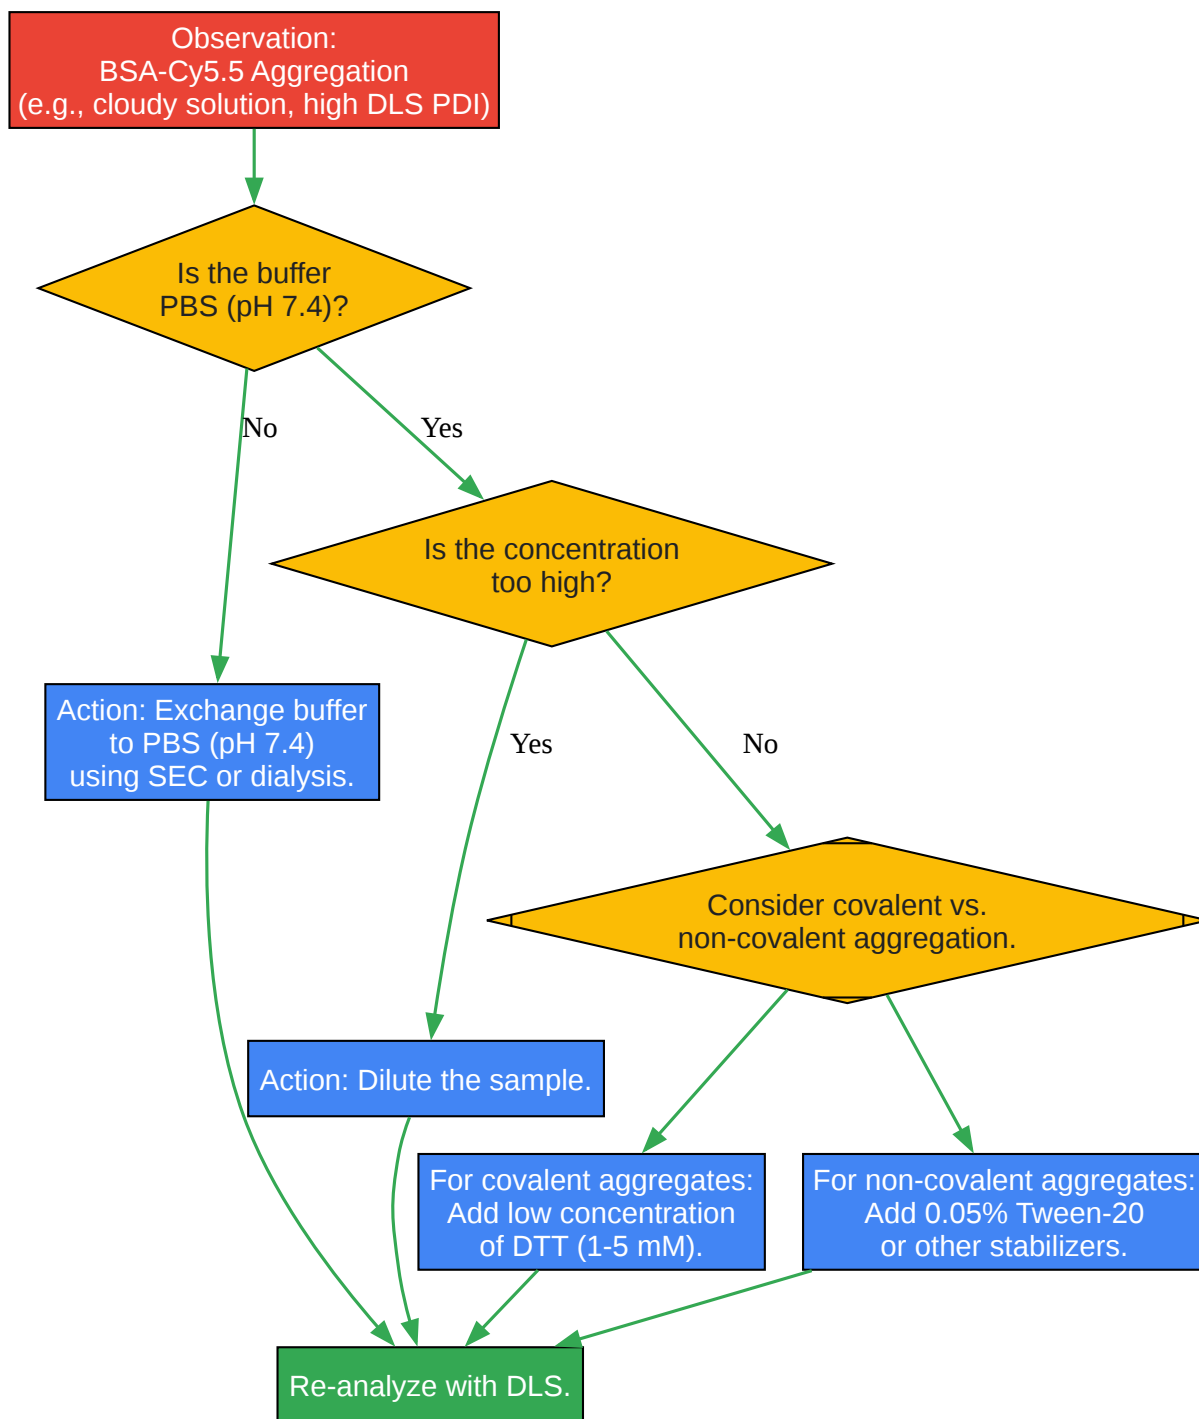 Observation:
BSA-Cy5.5 Aggregation
(e.g., cloudy solution, high DLS PDI)
Is the buffer
PBS (pH 7.4)?
No
Yes
Is the concentration
too high?
Action: Exchange buffer
to PBS (pH 7.4)
using SEC or dialysis.
Yes
No
Consider covalent vs.
non-covalent aggregation.
Action: Dilute the sample.
For covalent aggregates:
Add low concentration
of DTT (1-5 mM).
For non-covalent aggregates:
Add 0.05% Tween-20
or other stabilizers.
Re-analyze with DLS.